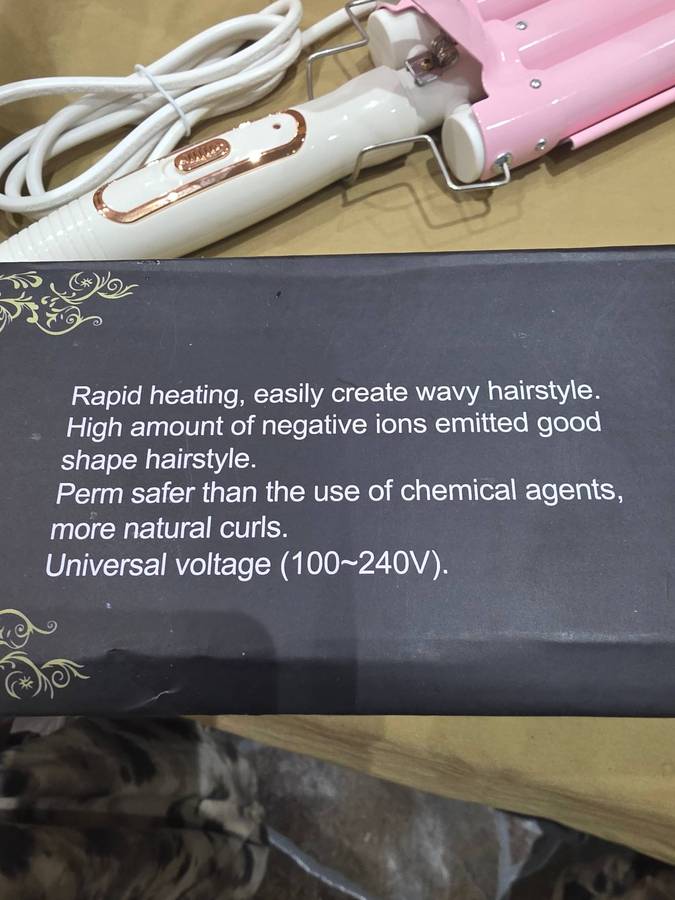 Rapid heating, easily create wavy hairstyle.
High amount of negative ions emitted good
shape hairstyle.
Perm safer than the use of chemical agents,
more natural curls.
Universal voltage (100~240V).